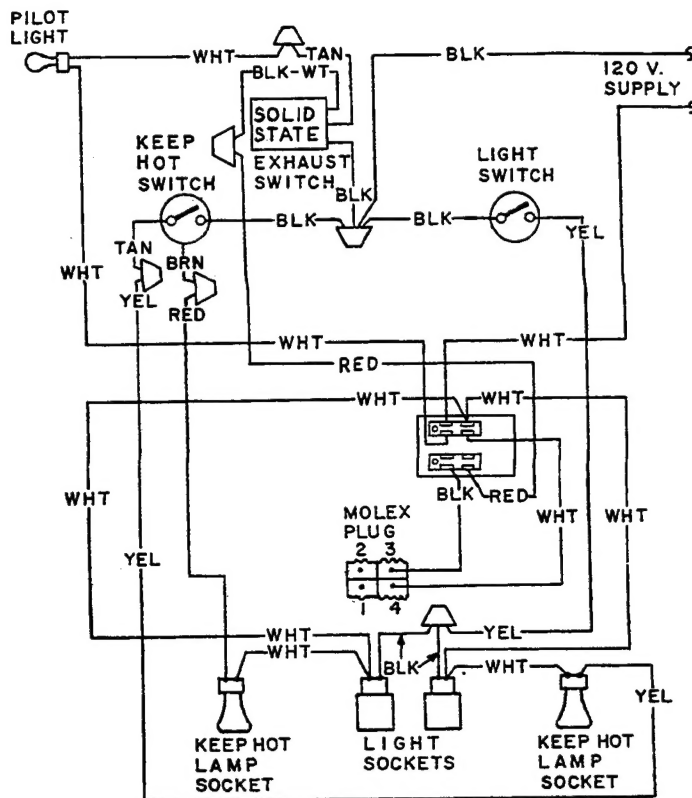 PILOT
LIGHT
WHT
TAN
BLK-WT
BLK
120 V.
SUPPLY
SOLID
STATE
EXHAUST
SWITCH
BLK
KEEP
HOT
SWITCH
LIGHT
SWITCH
BLK
BLK
YEL
TAN
BRN
WHT
YEL
RED
WHT
WHT
RED
WHT
WHT
WHT
BLK
RED
WHT
WHT
MOLEX
PLUG
2 3
1 4
YEL
WHT
WHT
BLK
YEL
WHT
YEL
KEEP HOT
LAMP
SOCKET
LIGHT
SOCKETS
KEEP HOT
LAMP
SOCKET